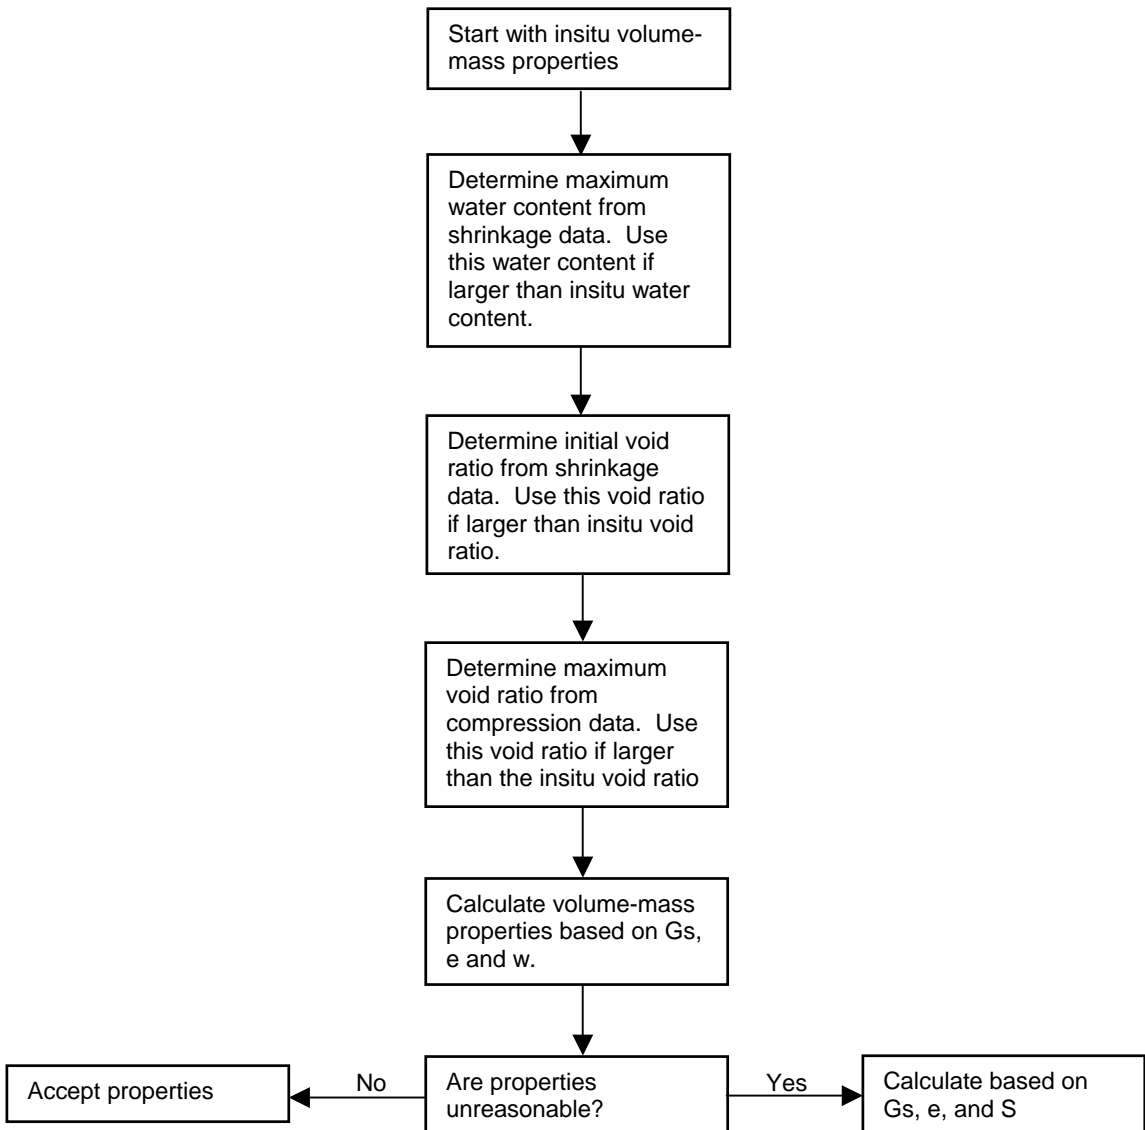 Start with insitu volume-
mass properties
Determine maximum
water content from
shrinkage data.  Use
this water content if
larger than insitu water
content.
Determine initial void
ratio from shrinkage
data.  Use this void ratio
if larger than insitu void
ratio.
Determine maximum
void ratio from
compression data.  Use
this void ratio if larger
than the insitu void ratio
Calculate volume-mass
properties based on Gs,
e and w.
Accept properties
No
Are properties
unreasonable?
Yes
Calculate based on
Gs, e, and S